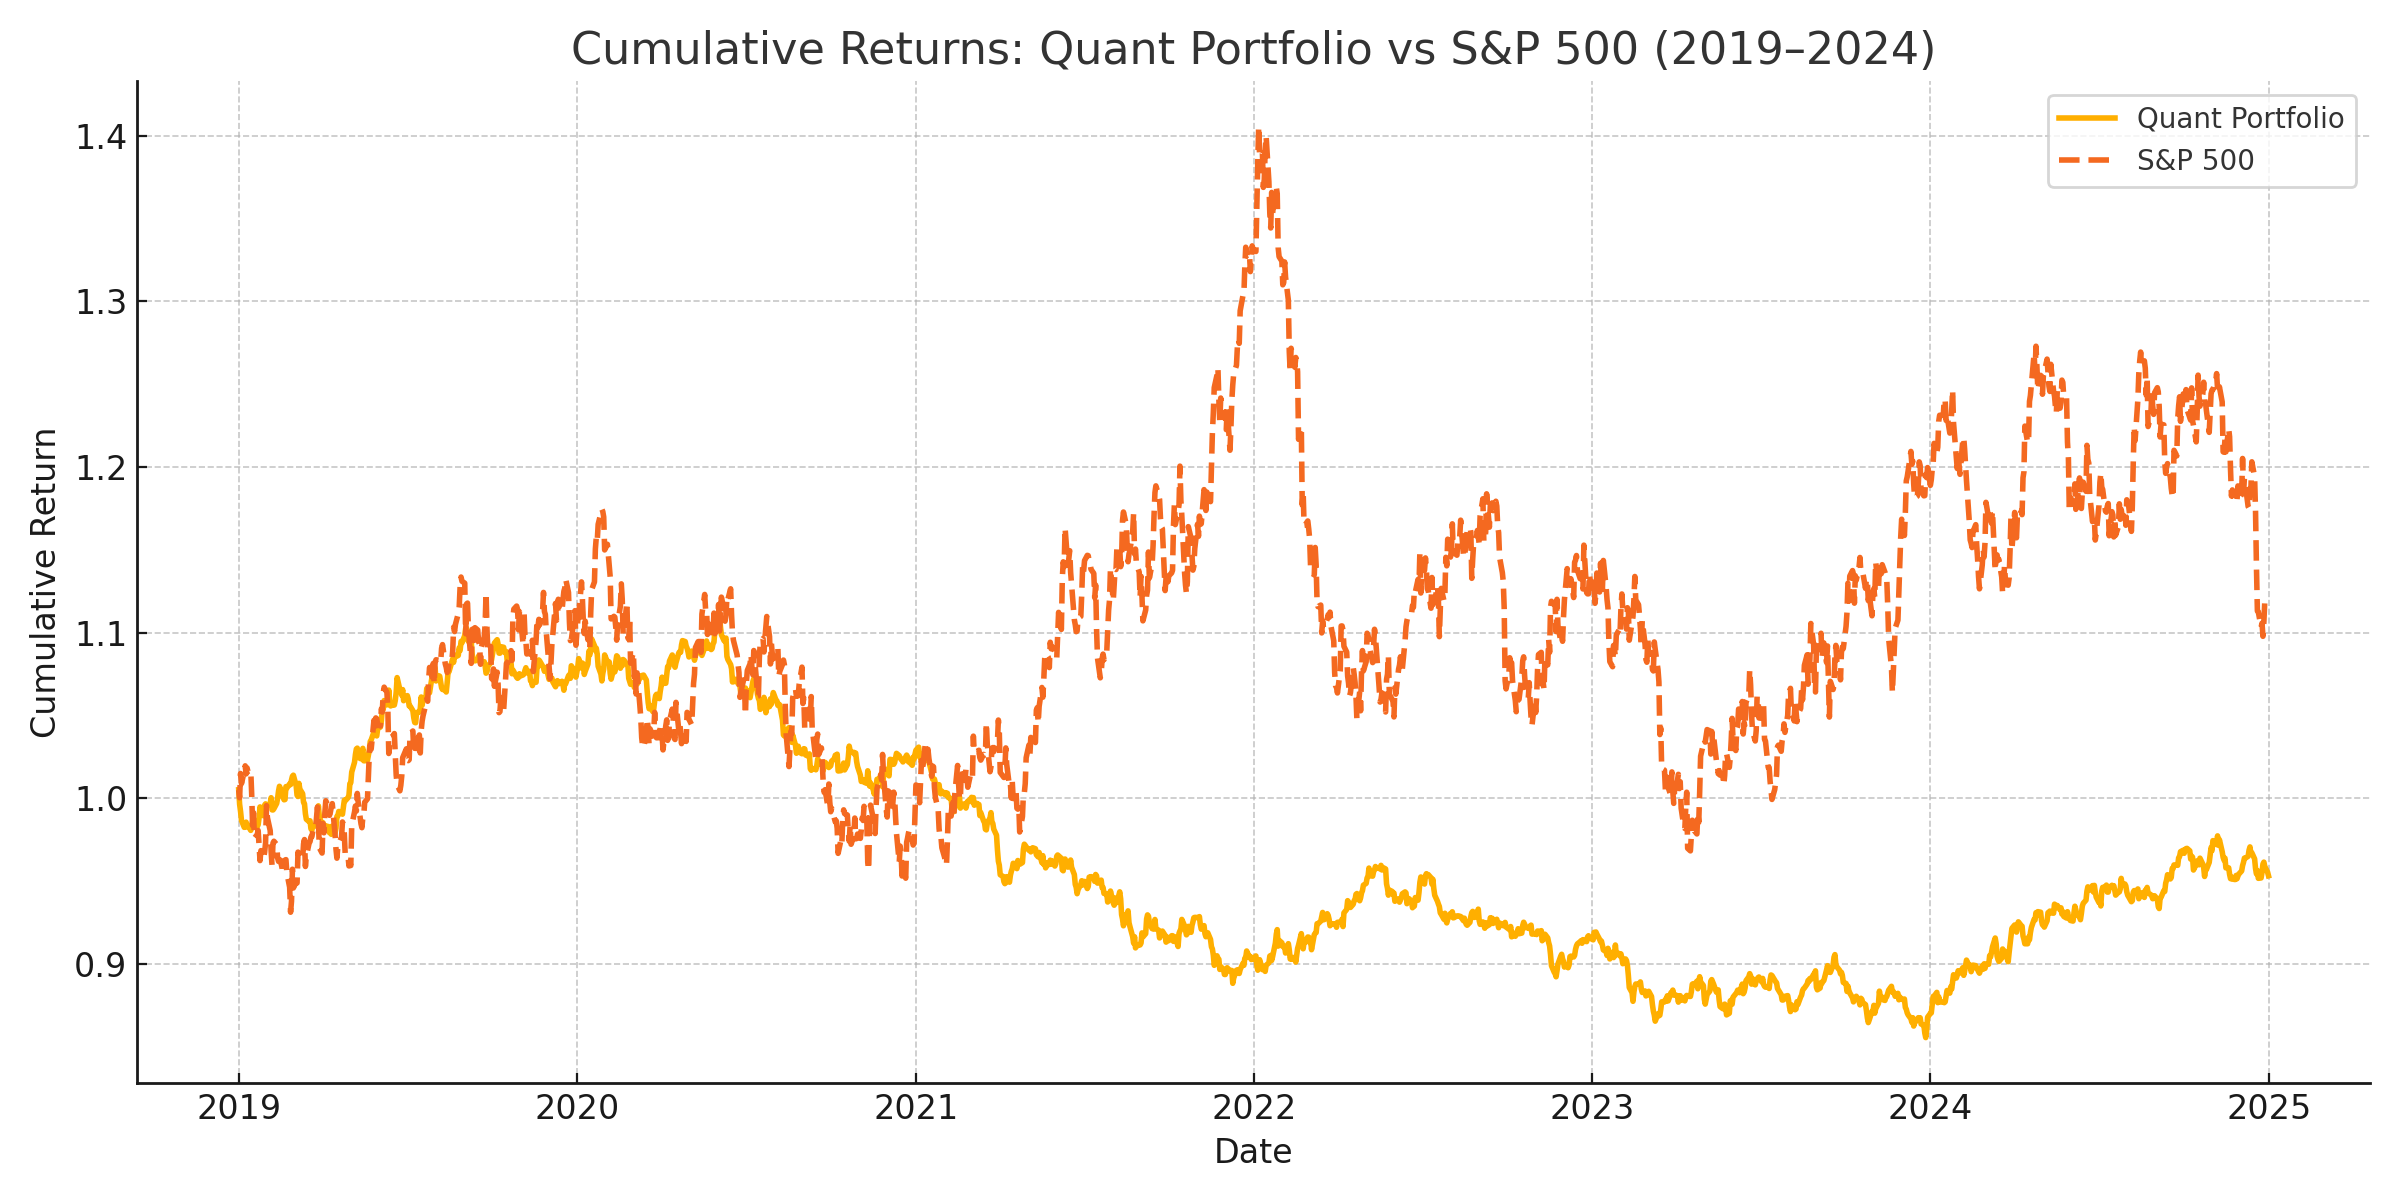 Cumulative Returns: Quant Portfolio vs S&P 500 (2019–2024)
Quant Portfolio
S&P 500
Cumulative Return
1.4
1.3
1.2
1.1
1.0
0.9
2019 2020 2021 2022 2023 2024 2025
Date